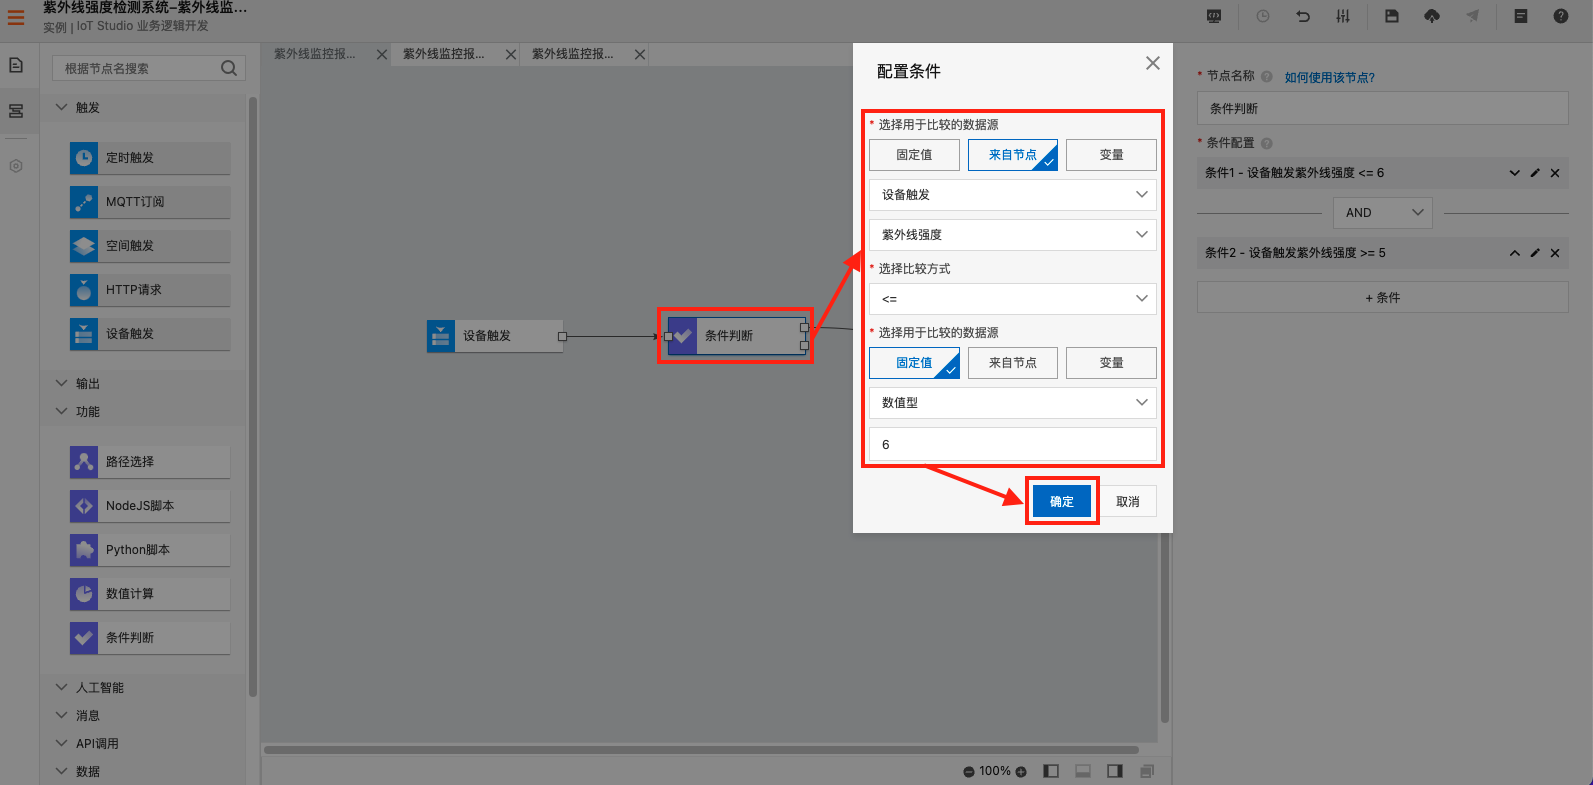 紫外线强度检测系统-紫外线监...
实例 | IoT Studio 业务逻辑开发
根据节点名搜索
触发
定时触发
MQTT订阅
空间触发
HTTP请求
设备触发
输出
功能
路径选择
NodeJS脚本
Python脚本
数值计算
条件判断
人工智能
消息
API调用
数据
紫外线监控报... 紫外线监控报... 紫外线监控报...
设备触发
条件判断
100%
配置条件
* 选择用于比较的数据源
固定值 来自节点 变量
设备触发
紫外线强度
* 选择比较方式
<=
* 选择用于比较的数据源
固定值 来自节点 变量
数值型
6
确定 取消
* 节点名称 ? 如何使用该节点?
条件判断
* 条件配置 ?
条件1 - 设备触发紫外线强度 <= 6
AND
条件2 - 设备触发紫外线强度 >= 5
+ 条件